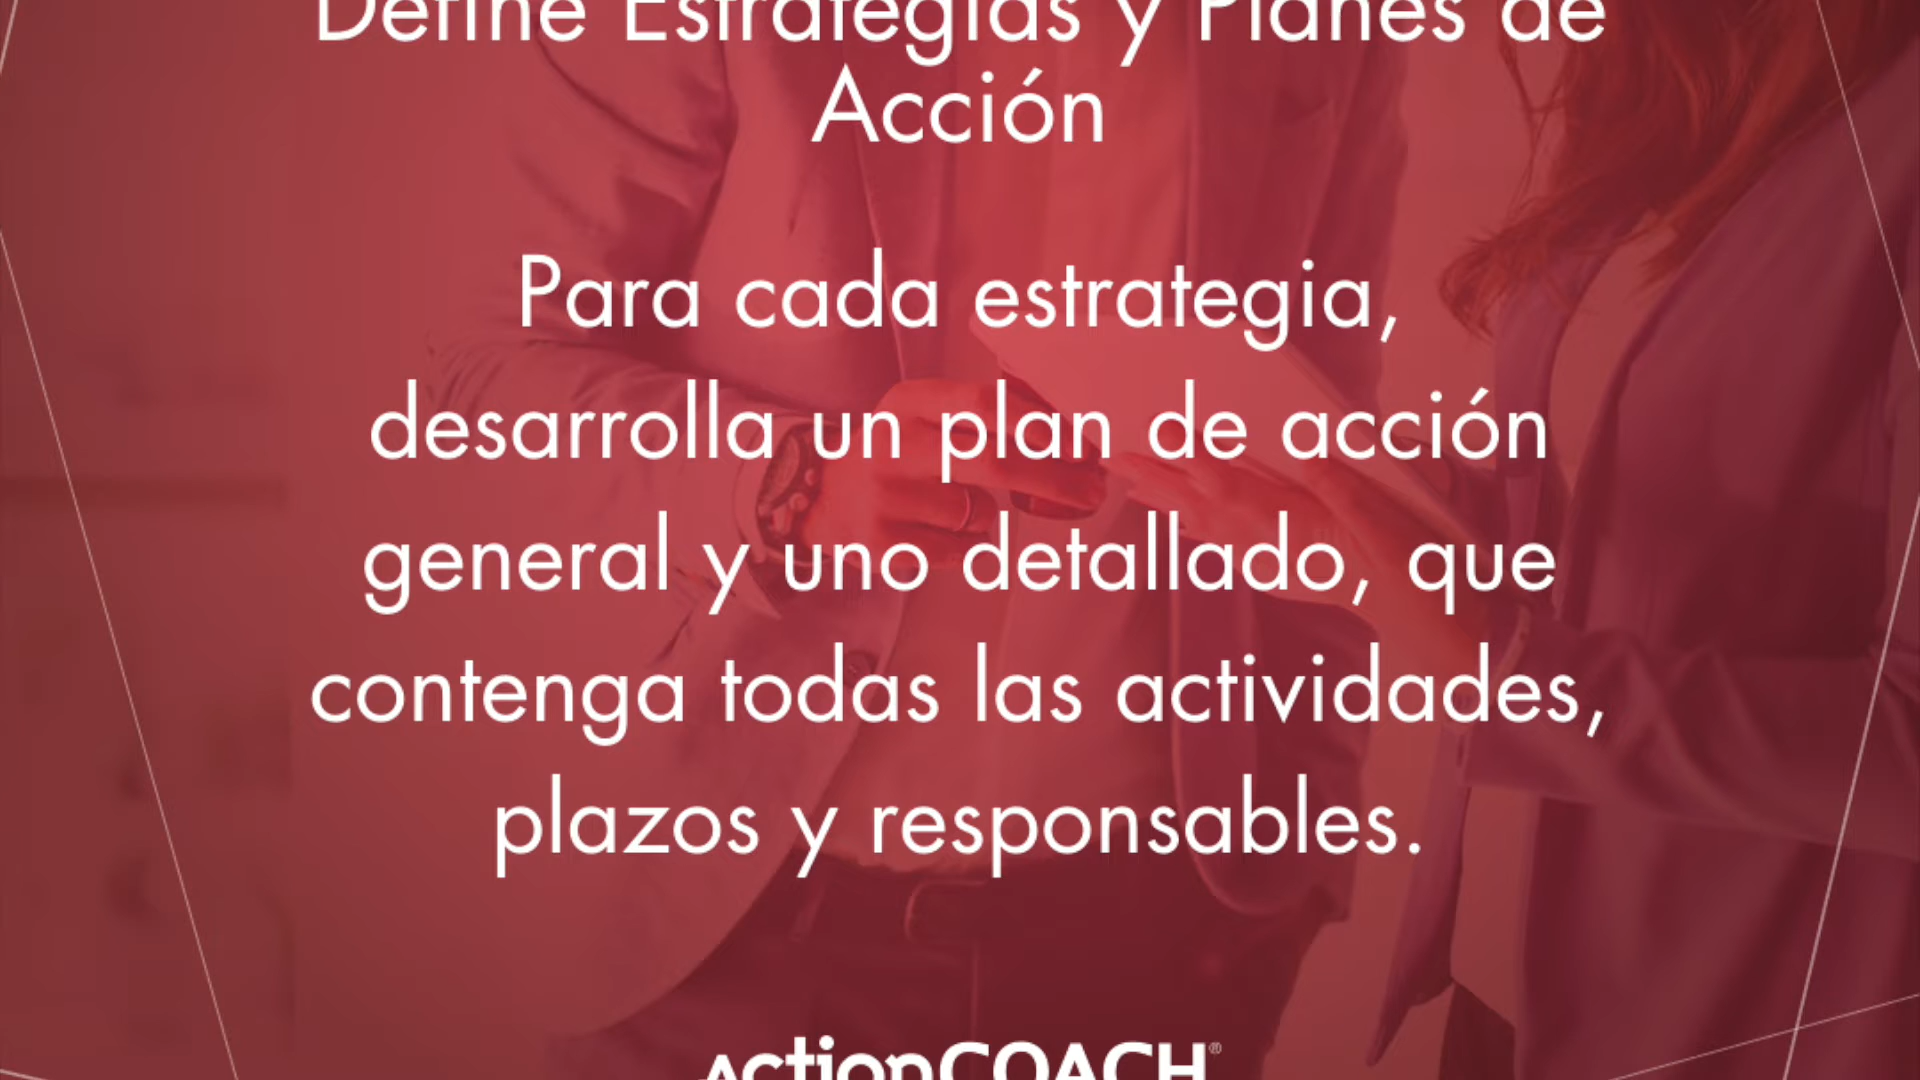 Define Estrategias y Planes de
Acción
Para cada estrategia,
desarrolla un plan de acción
general y uno detallado, que
contenga todas las actividades,
plazos y responsables.
ActionCOACH®